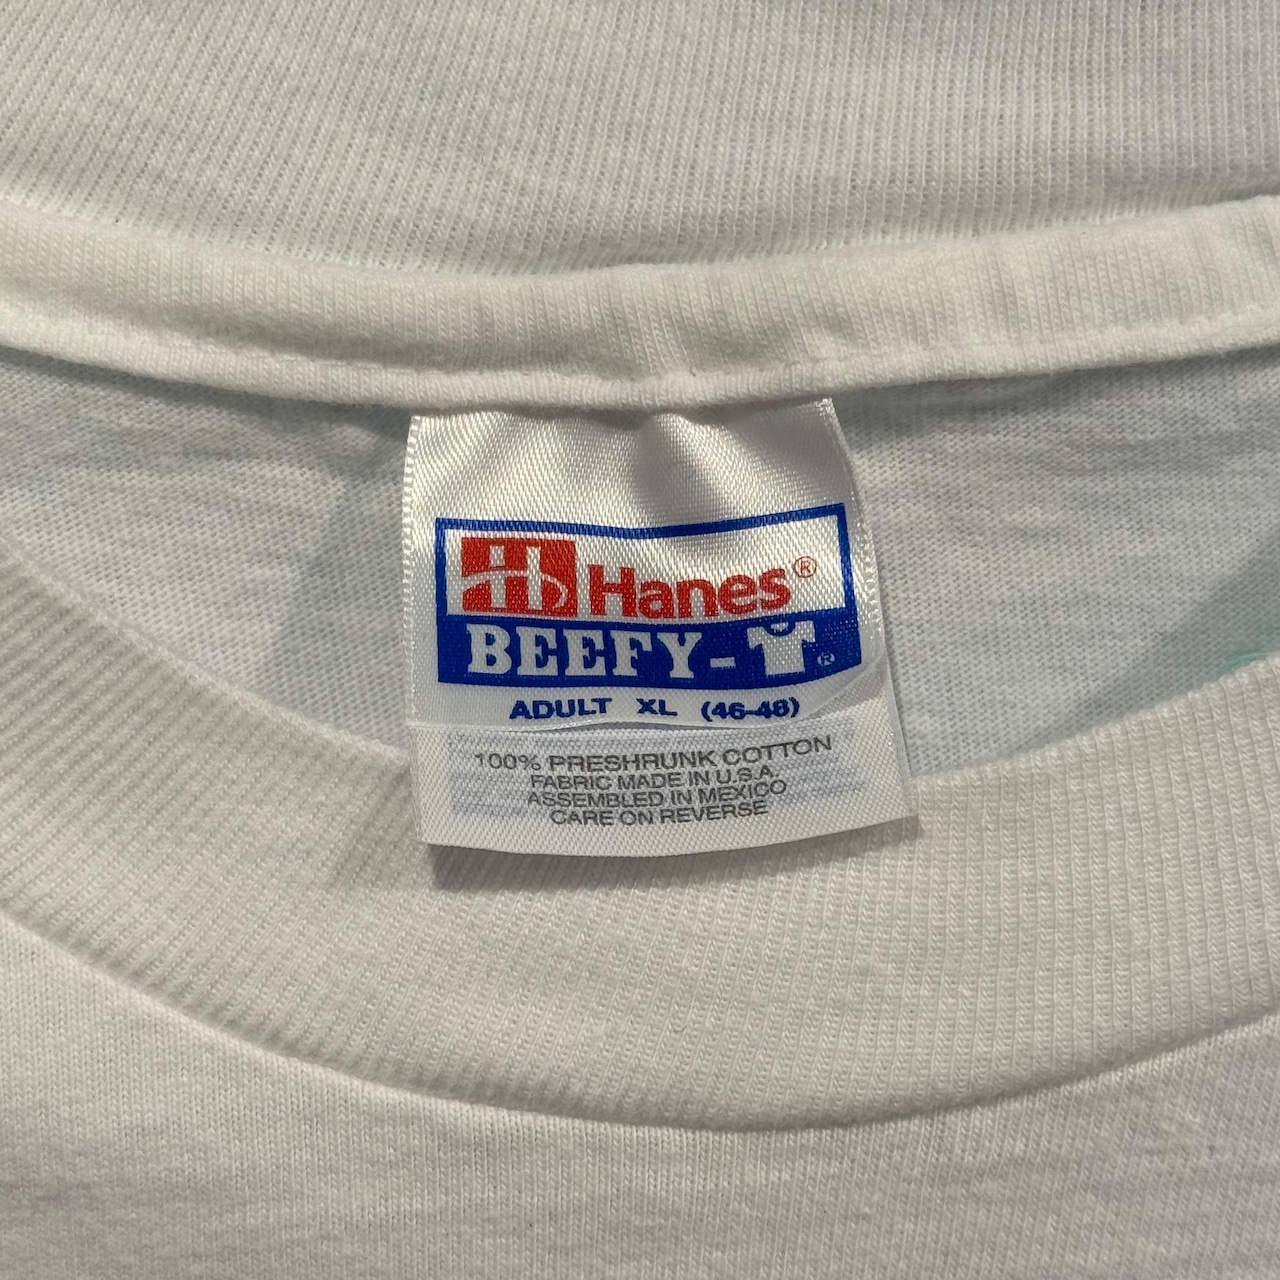 H Hanes®
BEEFY-T®
ADULT XL (46-48)
100% PRESHRUNK COTTON
FABRIC MADE IN U.S.A.
ASSEMBLED IN MEXICO
CARE ON REVERSE